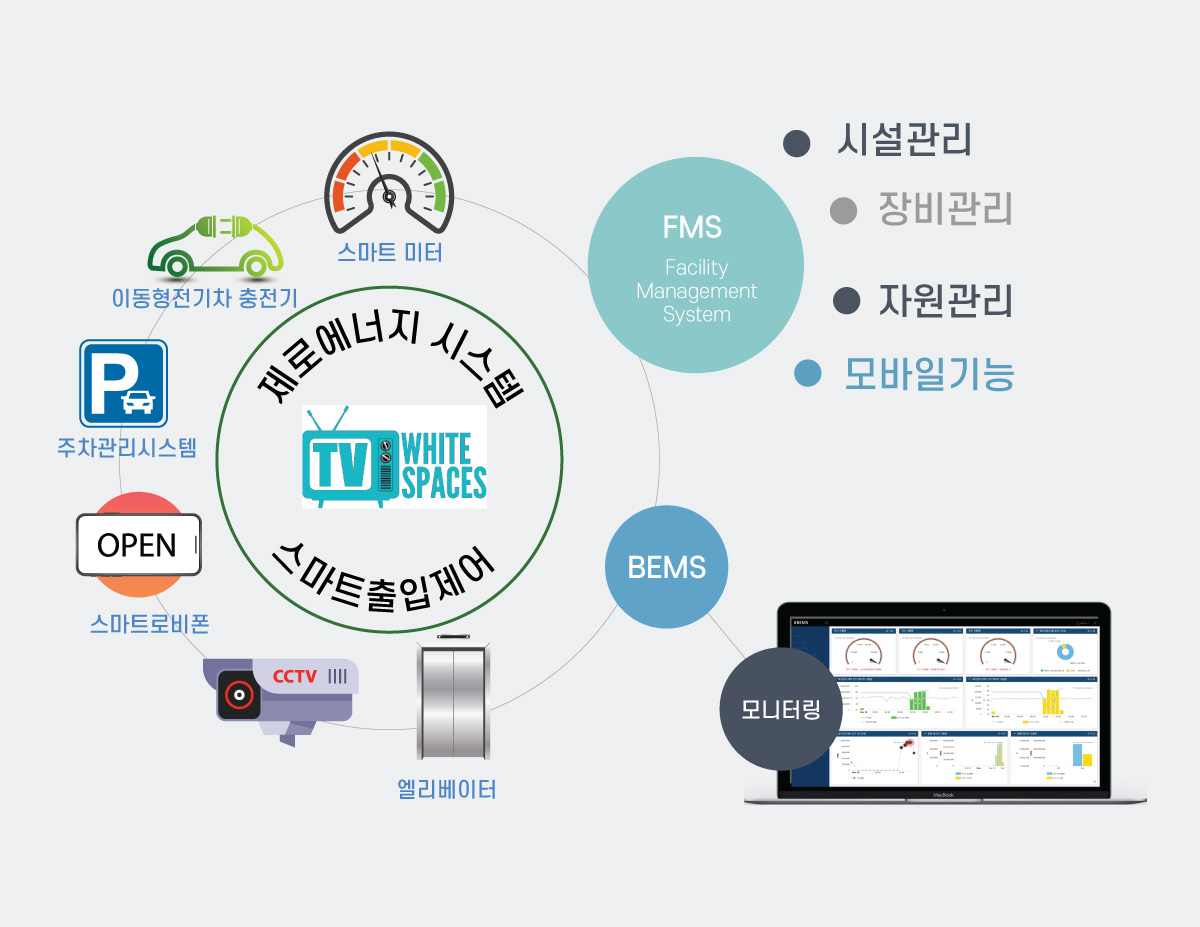 시설관리
장비관리
자원관리
모바일기능
FMS
Facility
Management
System
스마트 미터
이동형전기차 충전기
P
주차관리시스템
OPEN
스마트로비폰
CCTV
엘리베이터
제로에너지 시스템
TV
WHITE
SPACES
스마트출입제어
BEMS
모니터링
MacBook